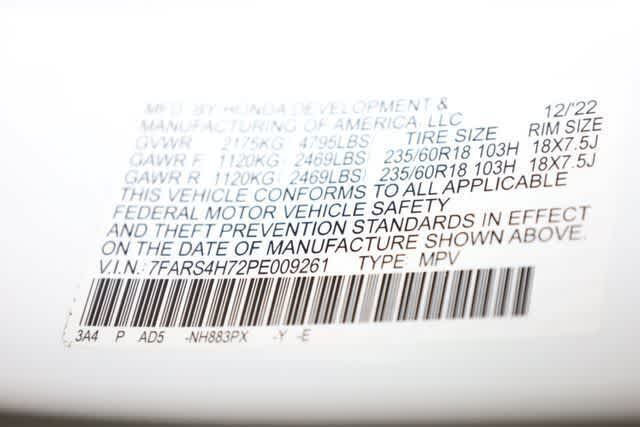 MFD. BY HONDA DEVELOPMENT & 12/'22
MANUFACTURING OF AMERICA, LLC
GVWR 2175KG( 4795LBS) TIRE SIZE RIM SIZE
GAWR F 1120KG( 2469LBS) 235/60R18 103H 18X7.5J
GAWR R 1120KG( 2469LBS) 235/60R18 103H 18X7.5J
THIS VEHICLE CONFORMS TO ALL APPLICABLE
FEDERAL MOTOR VEHICLE SAFETY
AND THEFT PREVENTION STANDARDS IN EFFECT
ON THE DATE OF MANUFACTURE SHOWN ABOVE.
V.I.N.: 7FARS4H72PE009261 TYPE: MPV
3A4 P AD5 -NH883PX -Y -E